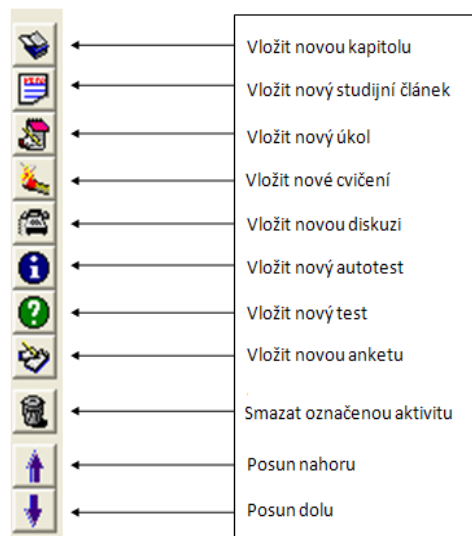 Vložit novou kapitolu
Vložit nový studijní článek
Vložit nový úkol
Vložit nové cvičení
Vložit novou diskuzi
Vložit nový autotest
Vložit nový test
Vložit novou anketu
Smazat označenou aktivitu
Posun nahoru
Posun dolu